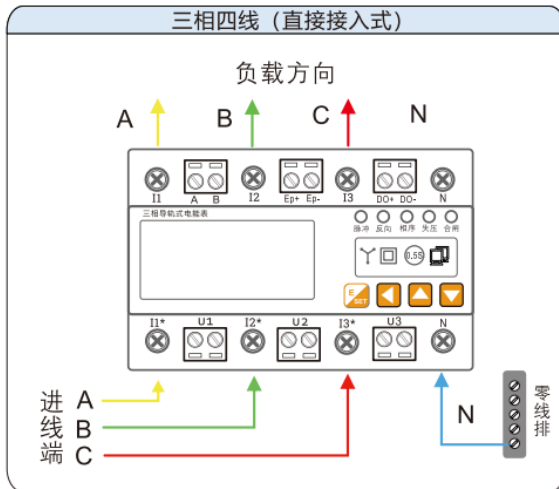 三相四线（直接接入式）
负载方向
A B C N
I1 A B I2 Ep+ Ep- I3 DO+ DO- N
三相导轨式电能表
脉冲 反向 相序 失压 合闸
0.5S
E SET
I1* U1 I2* U2 I3* U3 N
进线端
A
B
C
N
零线排